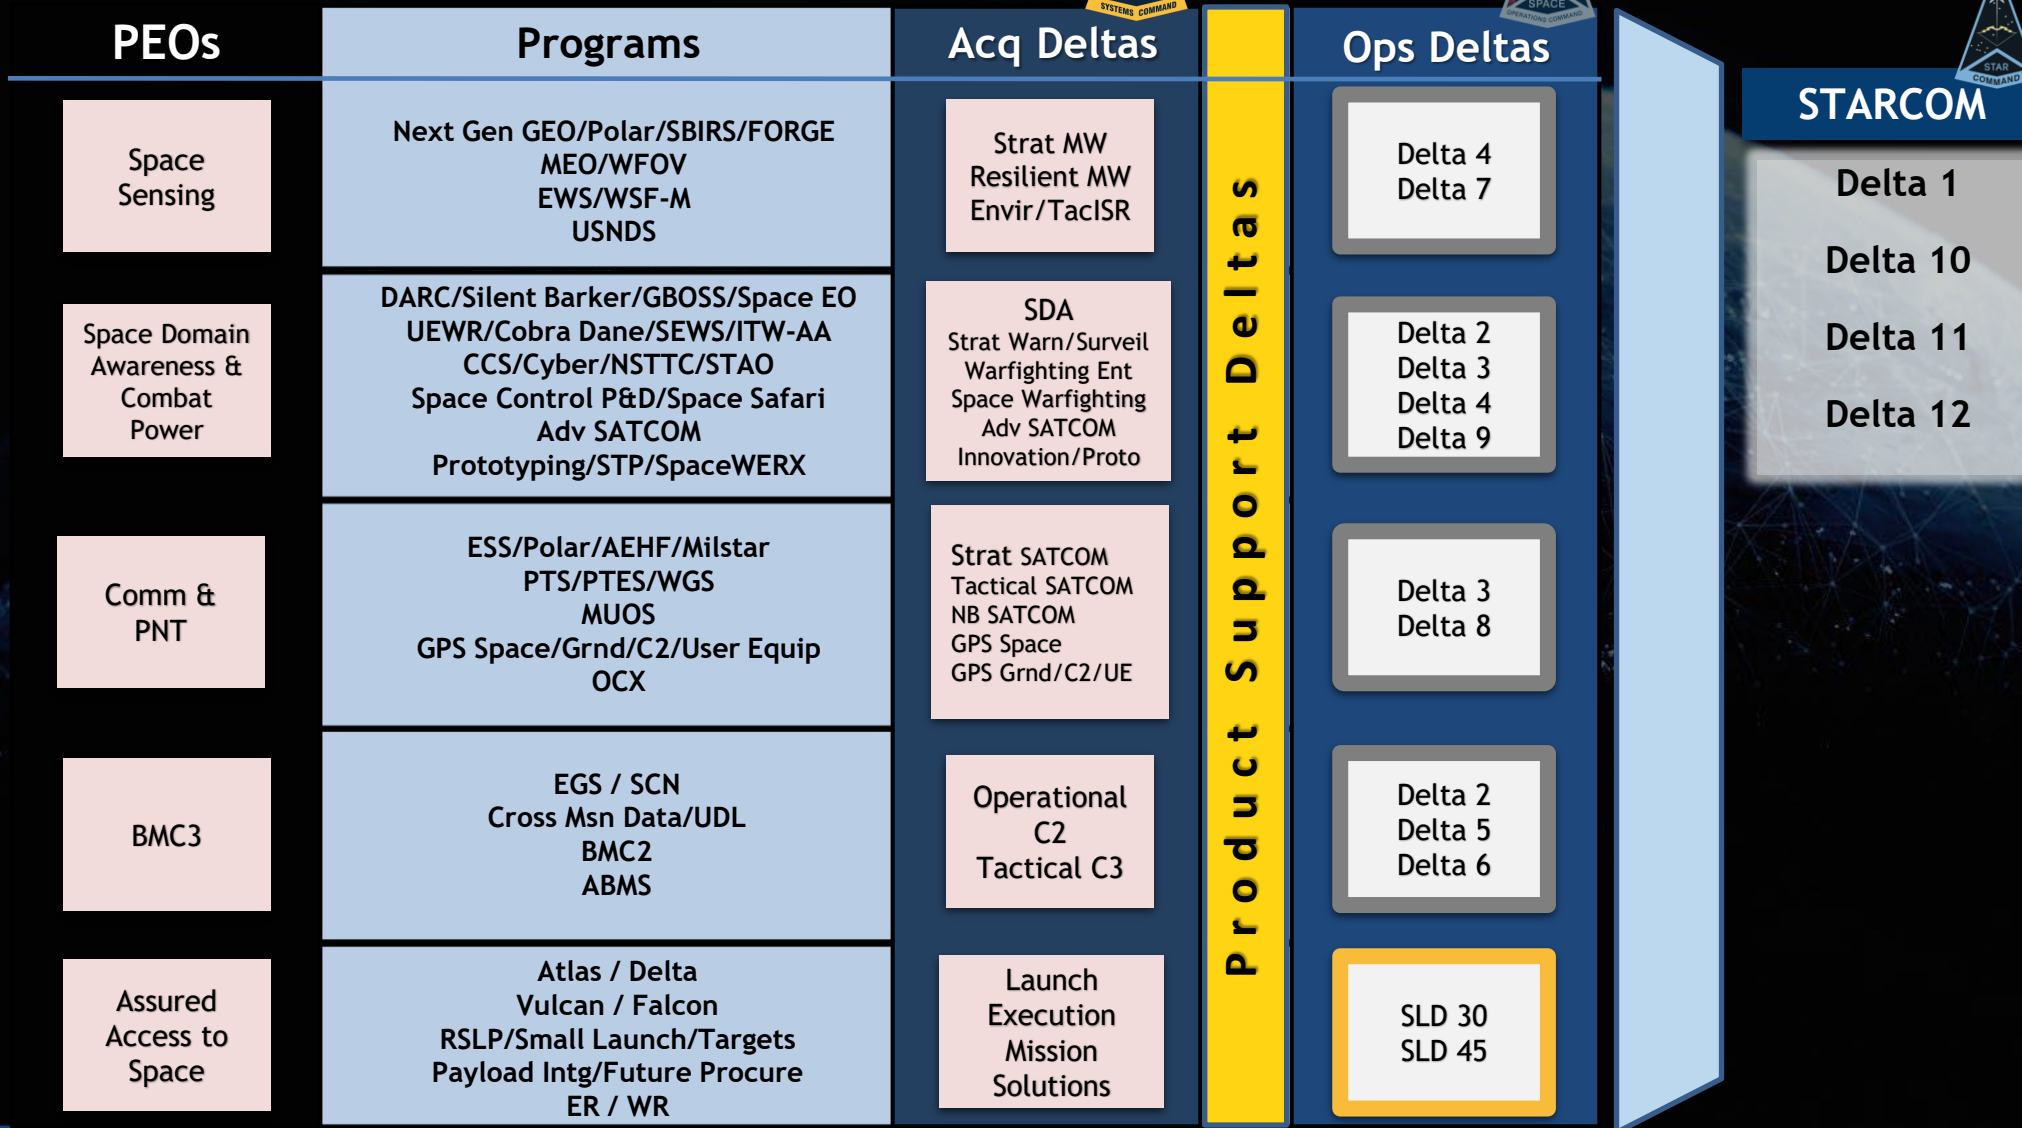 SYSTEMS COMMAND
SPACE
OPERATIONS COMMAND
STAR
COMMAND
PEOs
Programs
Acq Deltas
Ops Deltas
STARCOM
Space
Sensing
Next Gen GEO/Polar/SBIRS/FORGE
MEO/WFOV
EWS/WSF-M
USNDS
Strat MW
Resilient MW
Envir/TacISR
Product Support Deltas
Delta 4
Delta 7
Delta 1
Delta 10
Delta 11
Delta 12
Space Domain
Awareness &
Combat
Power
DARC/Silent Barker/GBOSS/Space EO
UEWR/Cobra Dane/SEWS/ITW-AA
CCS/Cyber/NSTTC/STAO
Space Control P&D/Space Safari
Adv SATCOM
Prototyping/STP/SpaceWERX
SDA
Strat Warn/Surveil
Warfighting Ent
Space Warfighting
Adv SATCOM
Innovation/Proto
Delta 2
Delta 3
Delta 4
Delta 9
Comm &
PNT
ESS/Polar/AEHF/Milstar
PTS/PTES/WGS
MUOS
GPS Space/Grnd/C2/User Equip
OCX
Strat SATCOM
Tactical SATCOM
NB SATCOM
GPS Space
GPS Grnd/C2/UE
Delta 3
Delta 8
BMC3
EGS / SCN
Cross Msn Data/UDL
BMC2
ABMS
Operational
C2
Tactical C3
Delta 2
Delta 5
Delta 6
Assured
Access to
Space
Atlas / Delta
Vulcan / Falcon
RSLP/Small Launch/Targets
Payload Intg/Future Procure
ER / WR
Launch
Execution
Mission
Solutions
SLD 30
SLD 45